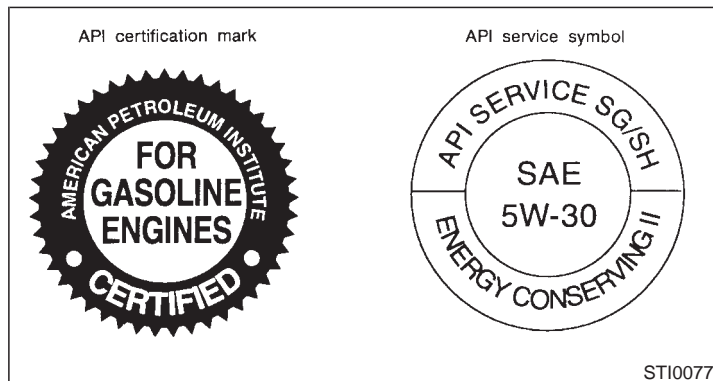 API certification mark
AMERICAN PETROLEUM INSTITUTE
FOR
GASOLINE
ENGINES
CERTIFIED
API service symbol
API SERVICE SG/SH
SAE
5W-30
ENERGY CONSERVING II
STI0077